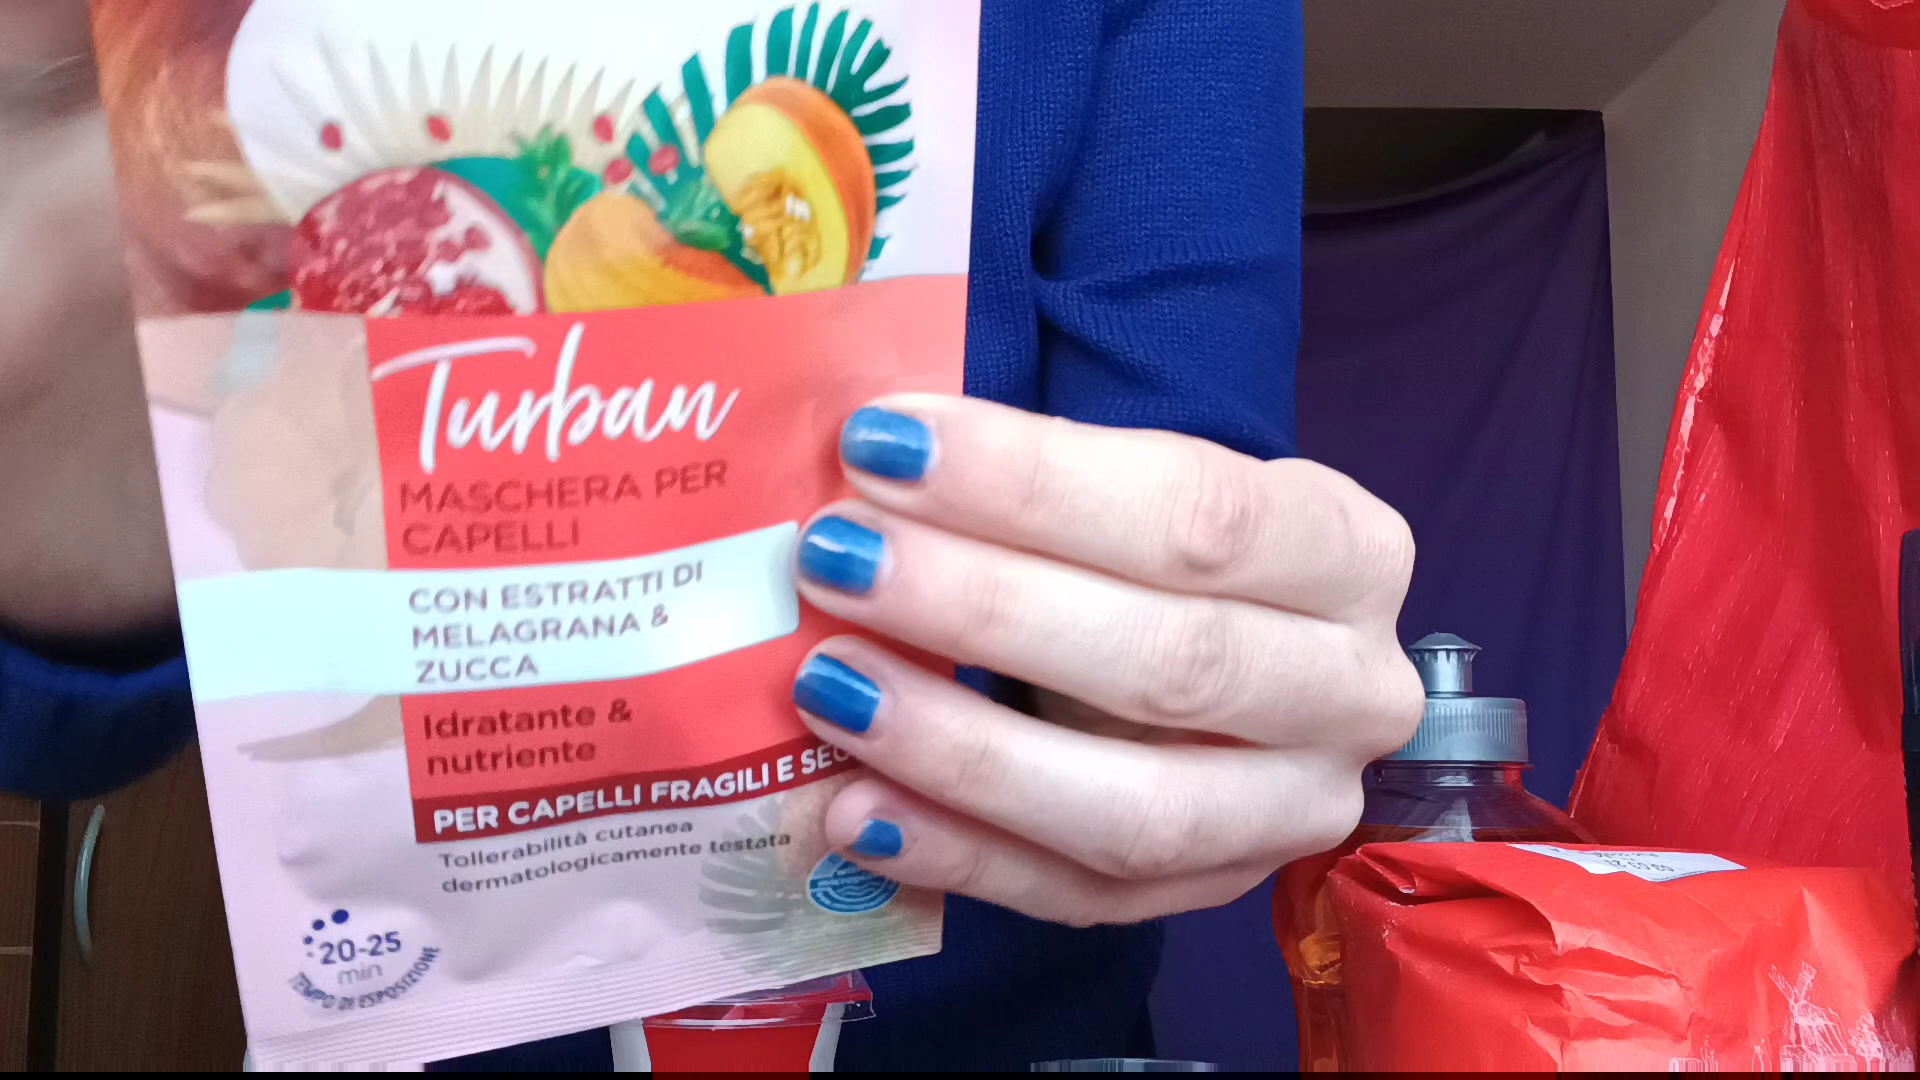 Turban
MASCHERA PER
CAPELLI
CON ESTRATTI DI
MELAGRANA &
ZUCCA
Idratante &
nutriente
PER CAPELLI FRAGILI E SEC
Tollerabilità cutanea
dermatologicamente testata
20-25
min
TEMPO DI ESPOSIZIONE